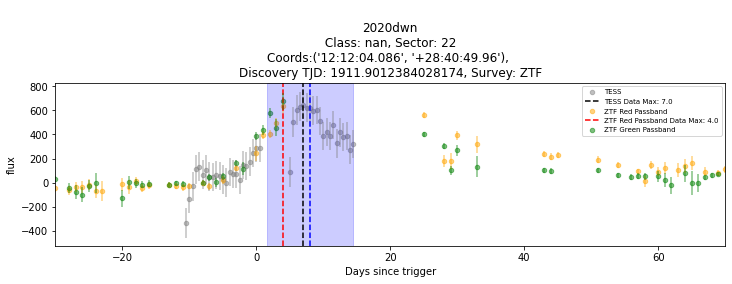 2020dwn
Class: nan, Sector: 22
Coords:('12:12:04.086', '+28:40:49.96'),
Discovery TJD: 1911.9012384028174, Survey: ZTF
800
600
400
200
0
−200
−400
flux
TESS
TESS Data Max: 7.0
ZTF Red Passband
ZTF Red Passband Data Max: 4.0
ZTF Green Passband
−20
0
20
40
60
Days since trigger